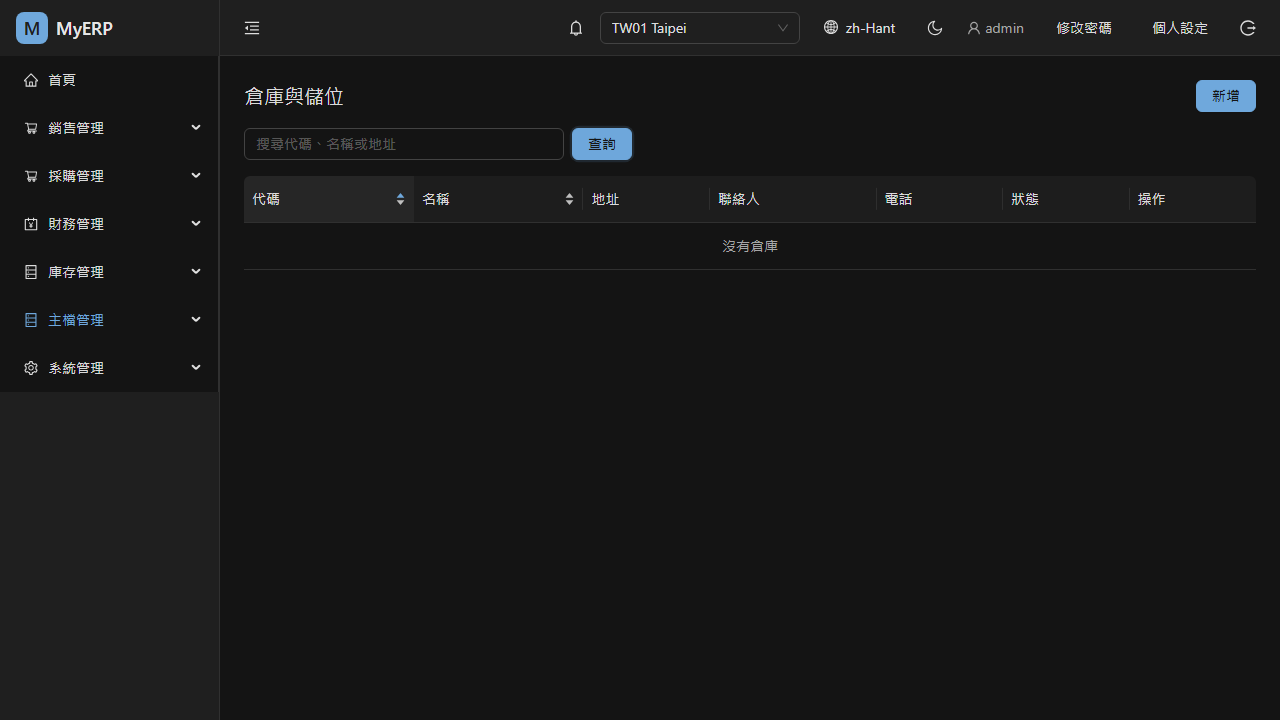 M MyERP
TW01 Taipei
zh-Hant
admin
修改密碼
個人設定
首頁
銷售管理
採購管理
財務管理
庫存管理
主檔管理
系統管理
倉庫與儲位
新增
搜尋代碼、名稱或地址
查詢
代碼 名稱 地址 聯絡人 電話 狀態 操作
沒有倉庫